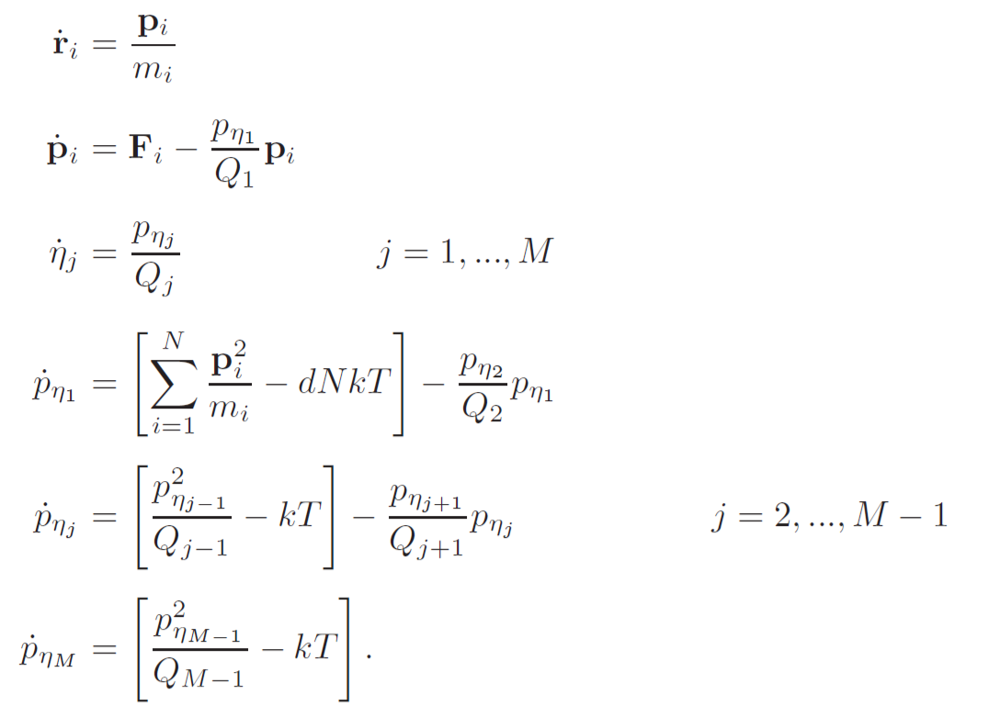 ṙ_i = p_i / m_i
ṗ_i = F_i − (p_{η_1} / Q_1) p_i
η̇_j = p_{η_j} / Q_j    j = 1, ..., M
ṗ_{η_1} = [ ∑_{i=1}^{N} p_i^2 / m_i − dNkT ] − (p_{η_2} / Q_2) p_{η_1}
ṗ_{η_j} = [ p_{η_{j−1}}^2 / Q_{j−1} − kT ] − (p_{η_{j+1}} / Q_{j+1}) p_{η_j}    j = 2, ..., M − 1
ṗ_{η_M} = [ p_{η_{M−1}}^2 / Q_{M−1} − kT ] .